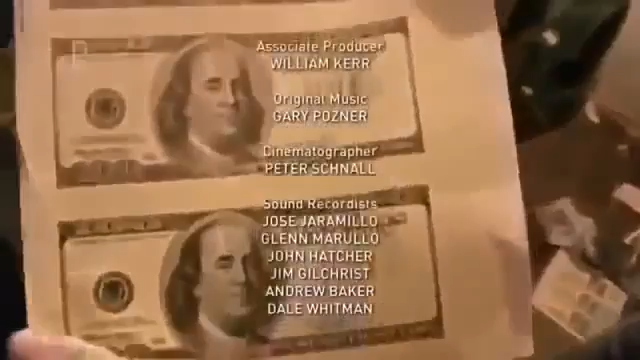 Associate Producer
WILLIAM KERR
Original Music
GARY POZNER
Cinematographer
PETER SCHNALL
Sound Recordists
JOSE JARAMILLO
GLENN MARULLO
JOHN HATCHER
JIM GILCHRIST
ANDREW BAKER
DALE WHITMAN